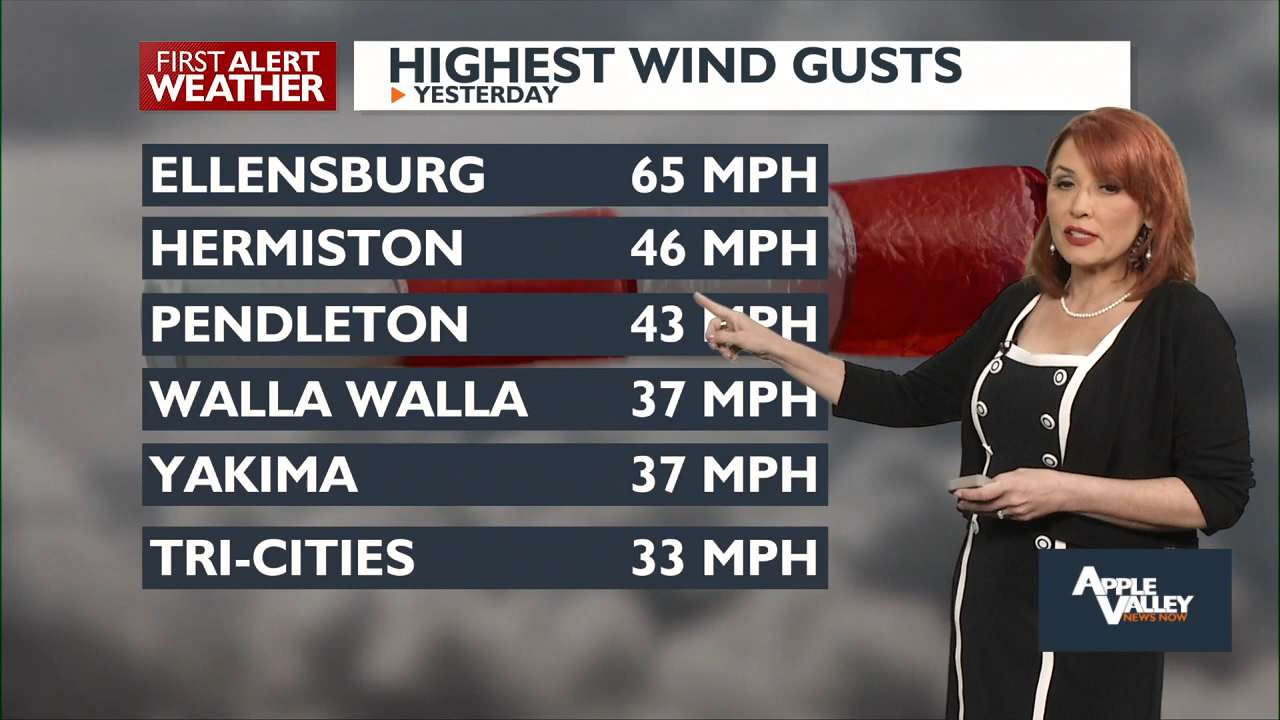 FIRST ALERT
WEATHER
HIGHEST WIND GUSTS
YESTERDAY
ELLENSBURG 65 MPH
HERMISTON 46 MPH
PENDLETON 43 MPH
WALLA WALLA 37 MPH
YAKIMA 37 MPH
TRI-CITIES 33 MPH
APPLE
VALLEY
NEWS NOW